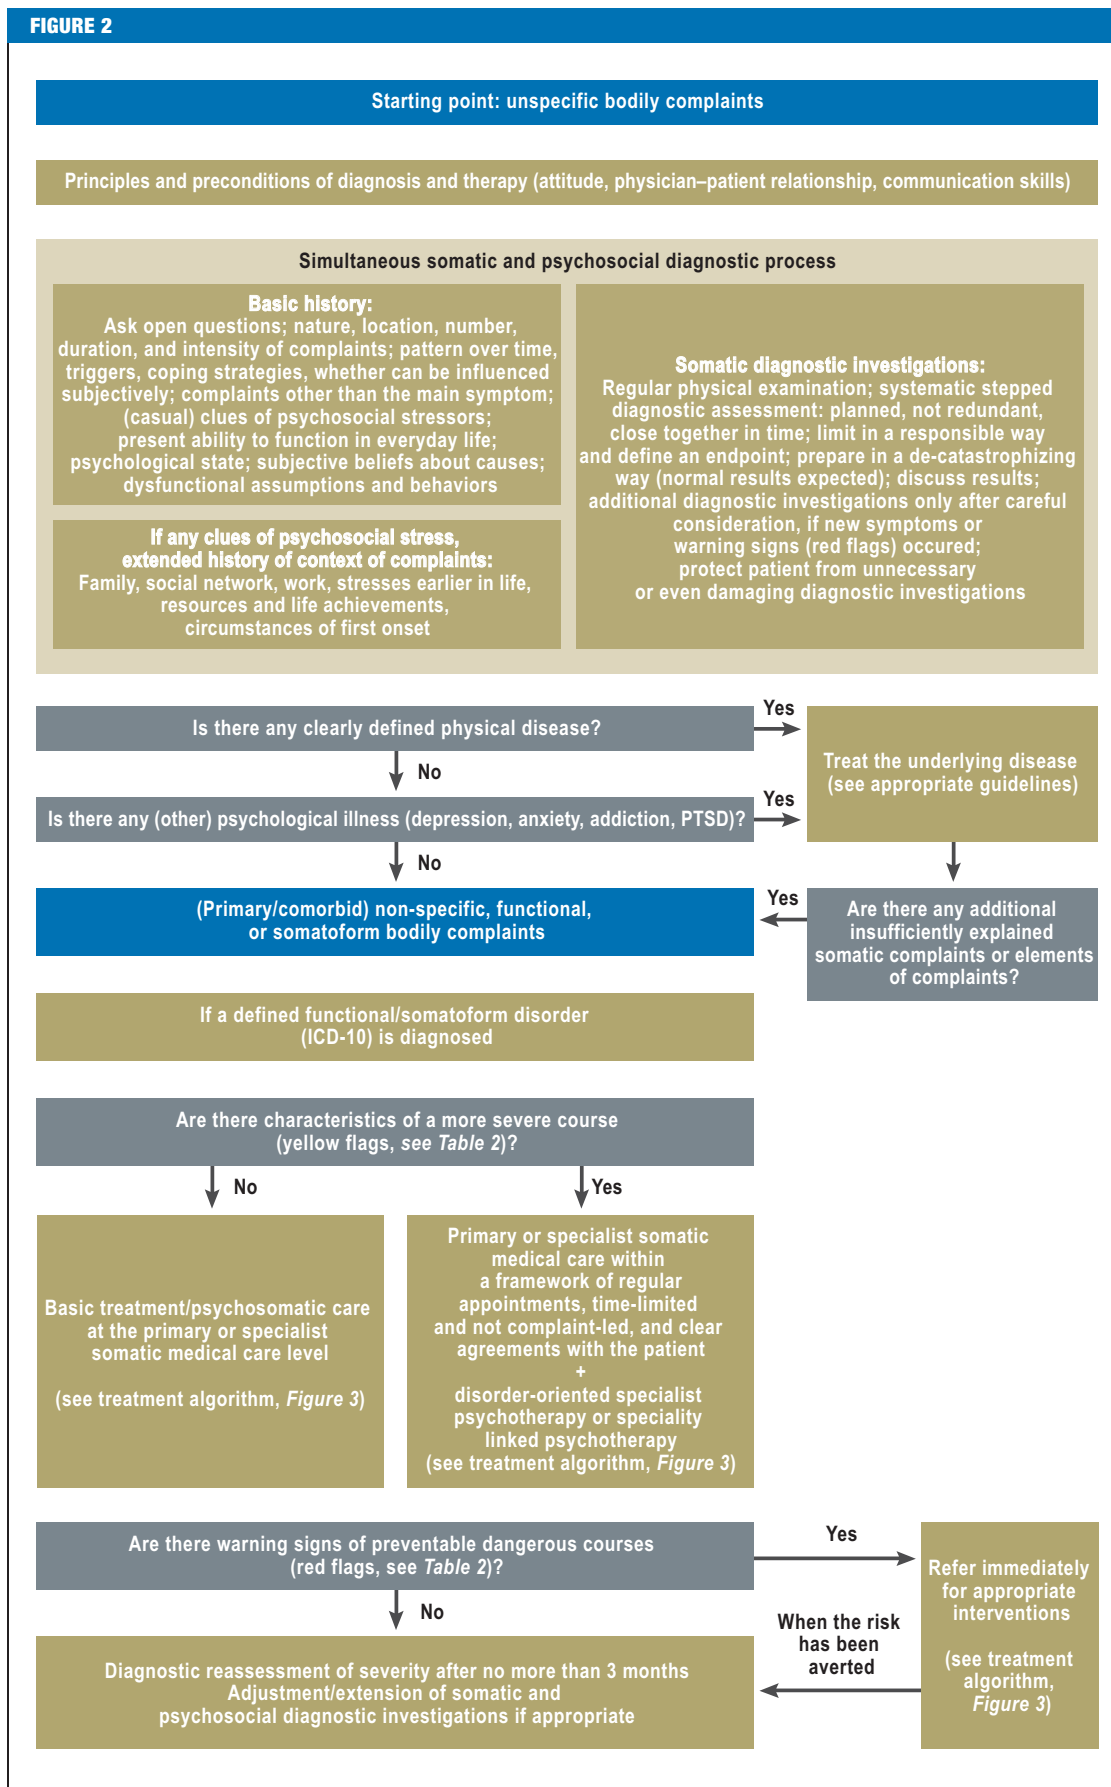 FIGURE 2
Starting point: unspecific bodily complaints
Principles and preconditions of diagnosis and therapy (attitude, physician–patient relationship, communication skills)
Simultaneous somatic and psychosocial diagnostic process
Basic history:
Ask open questions; nature, location, number,
duration, and intensity of complaints; pattern over time,
triggers, coping strategies, whether can be influenced
subjectively; complaints other than the main symptom;
(casual) clues of psychosocial stressors;
present ability to function in everyday life;
psychological state; subjective beliefs about causes;
dysfunctional assumptions and behaviors
If any clues of psychosocial stress,
extended history of context of complaints:
Family, social network, work, stresses earlier in life,
resources and life achievements,
circumstances of first onset
Somatic diagnostic investigations:
Regular physical examination; systematic stepped
diagnostic assessment: planned, not redundant,
close together in time; limit in a responsible way
and define an endpoint; prepare in a de-catastrophizing
way (normal results expected); discuss results;
additional diagnostic investigations only after careful
consideration, if new symptoms or
warning signs (red flags) occured;
protect patient from unnecessary
or even damaging diagnostic investigations
Is there any clearly defined physical disease?
Yes
No
Treat the underlying disease
(see appropriate guidelines)
Is there any (other) psychological illness (depression, anxiety, addiction, PTSD)?
Yes
No
(Primary/comorbid) non-specific, functional,
or somatoform bodily complaints
Yes
Are there any additional
insufficiently explained
somatic complaints or elements
of complaints?
If a defined functional/somatoform disorder
(ICD-10) is diagnosed
Are there characteristics of a more severe course
(yellow flags, see Table 2)?
No
Yes
Basic treatment/psychosomatic care
at the primary or specialist
somatic medical care level
(see treatment algorithm, Figure 3)
Primary or specialist somatic
medical care within
a framework of regular
appointments, time-limited
and not complaint-led, and clear
agreements with the patient
+
disorder-oriented specialist
psychotherapy or speciality
linked psychotherapy
(see treatment algorithm, Figure 3)
Are there warning signs of preventable dangerous courses
(red flags, see Table 2)?
Yes
No
Refer immediately
for appropriate
interventions
(see treatment
algorithm,
Figure 3)
When the risk
has been
averted
Diagnostic reassessment of severity after no more than 3 months
Adjustment/extension of somatic and
psychosocial diagnostic investigations if appropriate